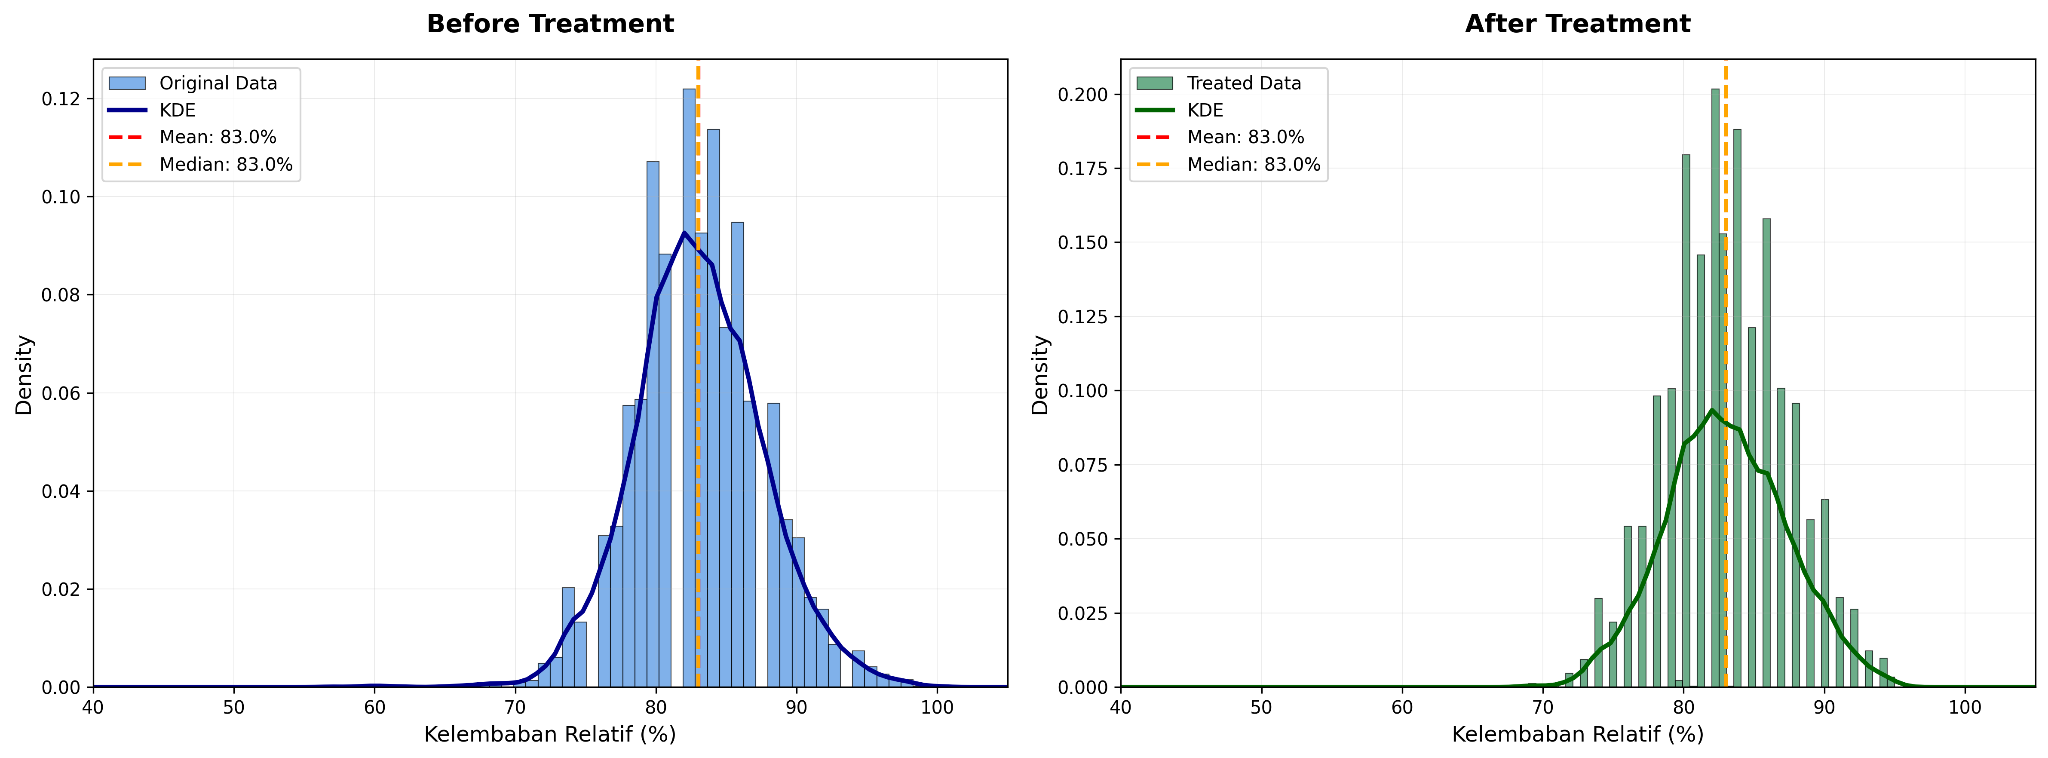 Before Treatment
Original Data
KDE
Mean: 83.0%
Median: 83.0%
0.12
0.10
0.08
0.06
0.04
0.02
0.00
Density
40 50 60 70 80 90 100
Kelembaban Relatif (%)
After Treatment
Treated Data
KDE
Mean: 83.0%
Median: 83.0%
0.200
0.175
0.150
0.125
0.100
0.075
0.050
0.025
0.000
Density
40 50 60 70 80 90 100
Kelembaban Relatif (%)